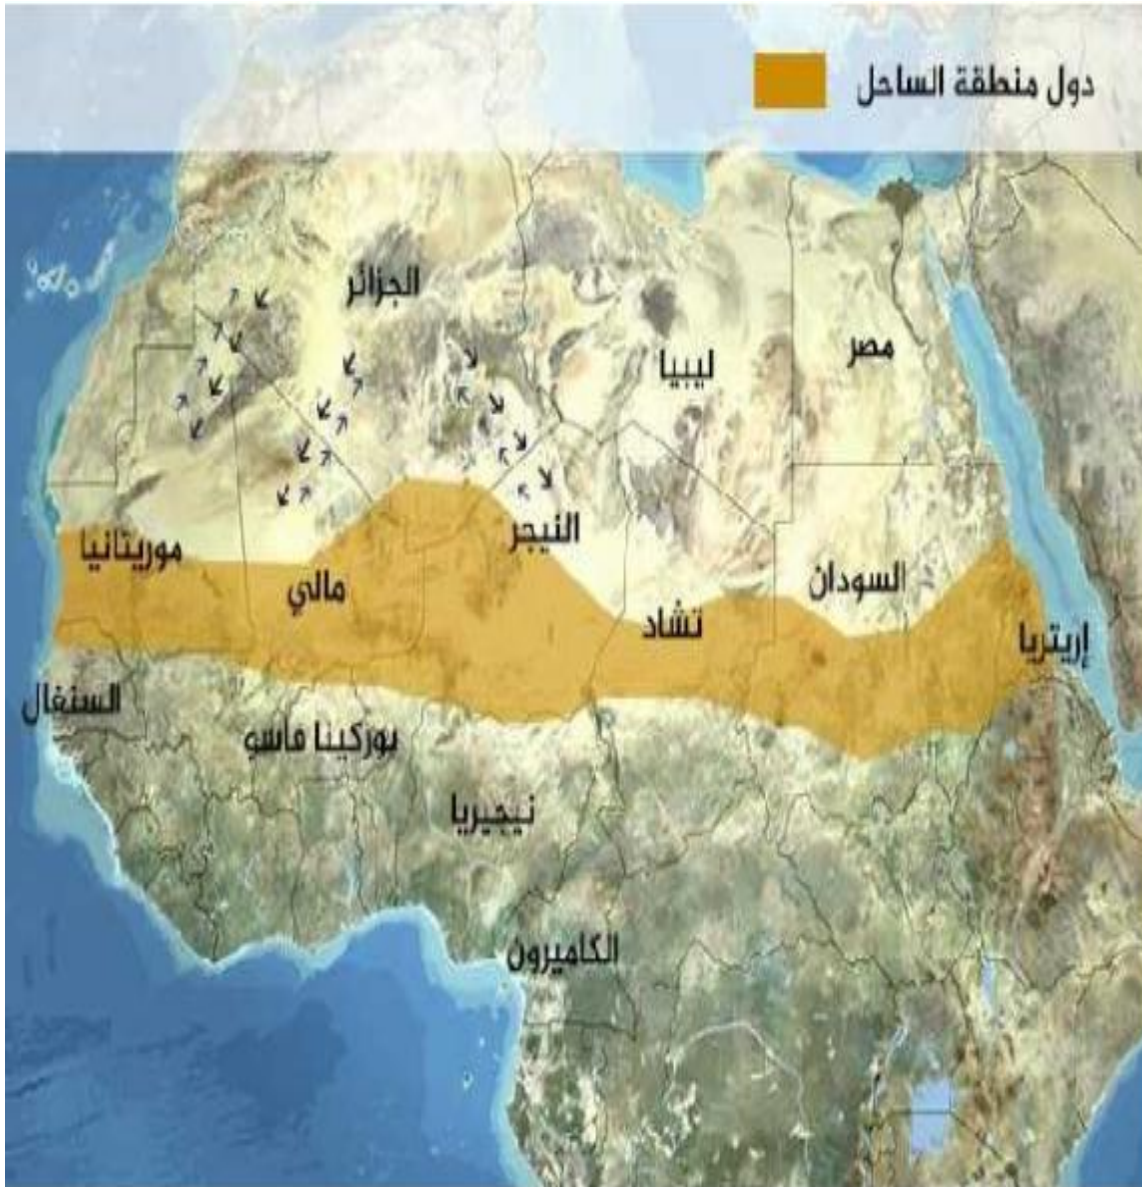 دول منطقة الساحل
الجزائر
مصر
ليبيا
النيجر
موريتانيا
السودان
مالي
تشاد
إريتريا
السنغال
بوركينا فاسو
نيجيريا
الكاميرون